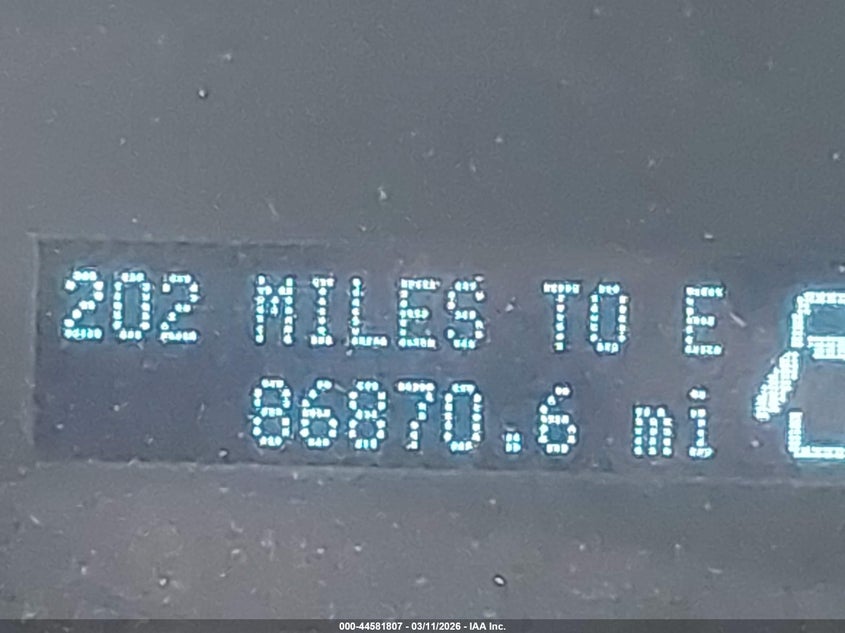 202 MILES TO E
86870.6 mi
000-44581807 - 03/11/2026 - IAA Inc.